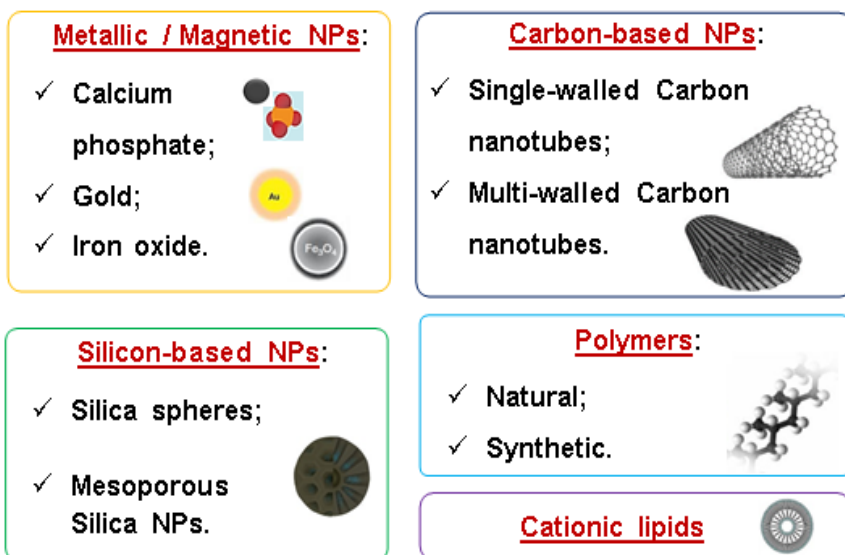 Metallic / Magnetic NPs:
✓ Calcium
phosphate;
✓ Gold;
Au
✓ Iron oxide.
Fe₃O₄
Carbon-based NPs:
✓ Single-walled Carbon
nanotubes;
✓ Multi-walled Carbon
nanotubes.
Silicon-based NPs:
✓ Silica spheres;
✓ Mesoporous
Silica NPs.
Polymers:
✓ Natural;
✓ Synthetic.
Cationic lipids